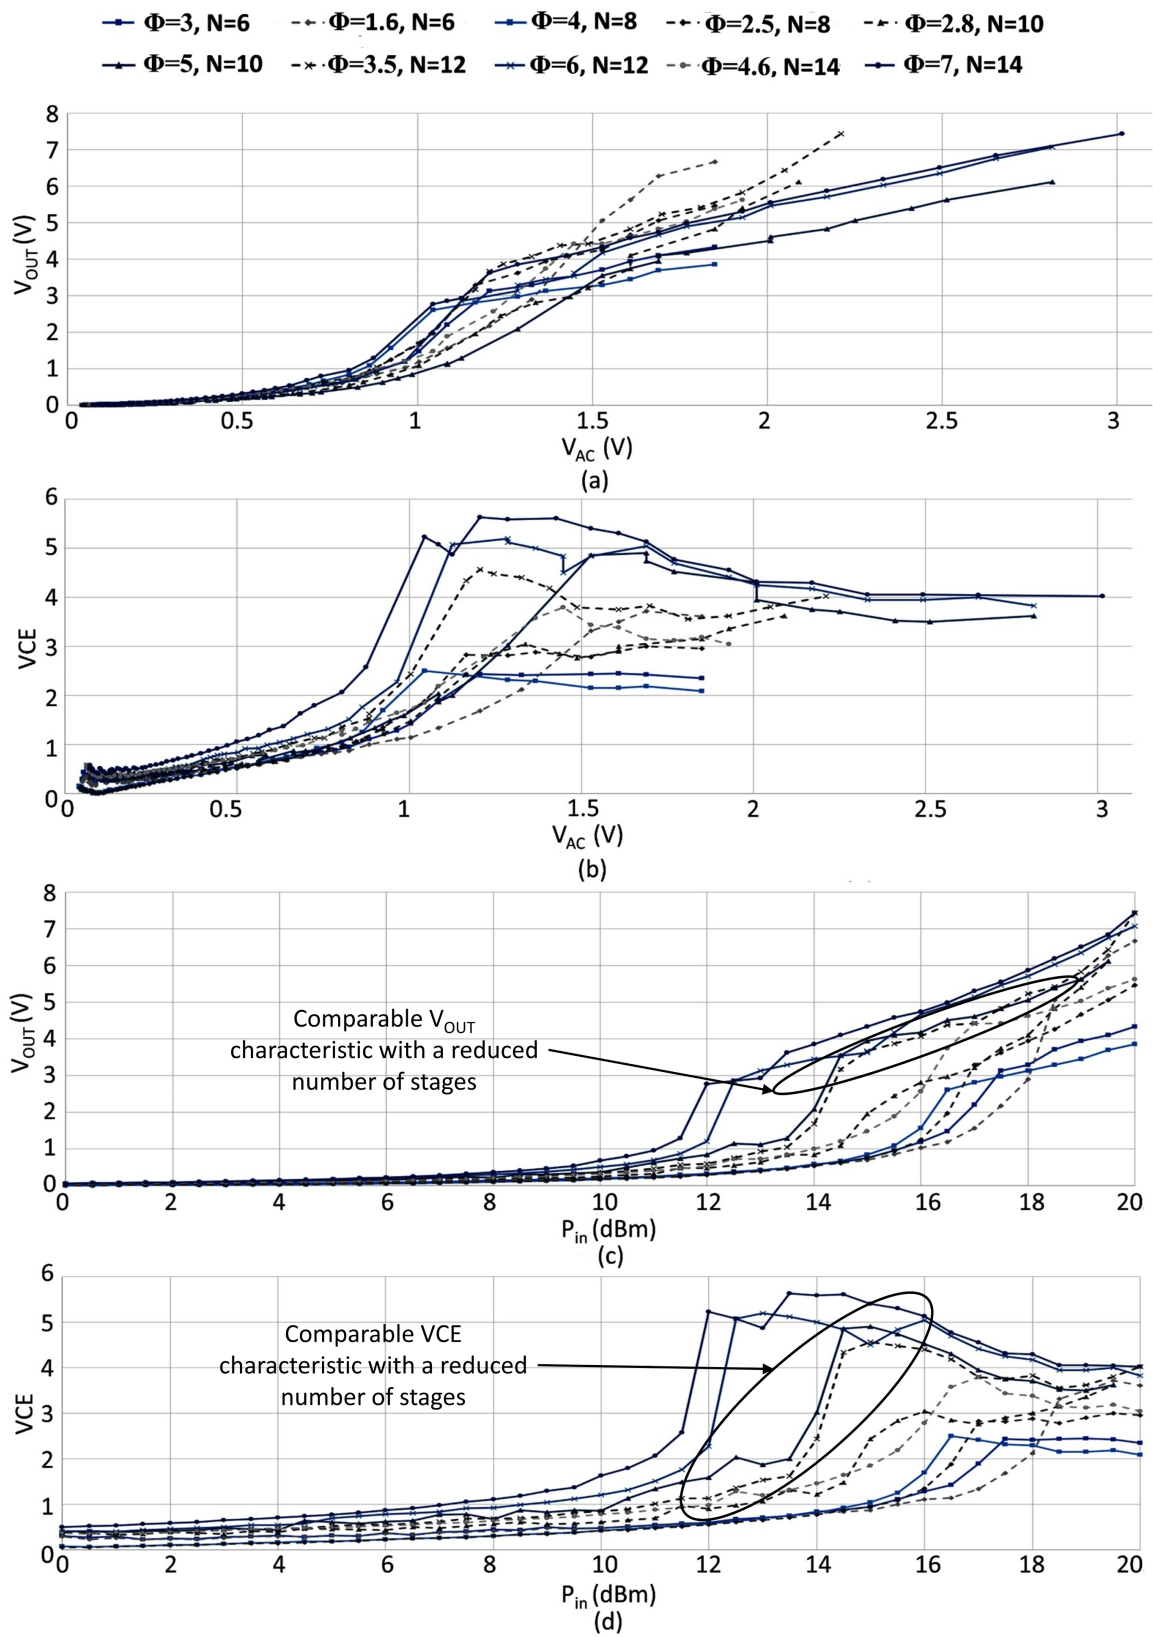 Φ=3, N=6 Φ=1.6, N=6 Φ=4, N=8 Φ=2.5, N=8 Φ=2.8, N=10
Φ=5, N=10 Φ=3.5, N=12 Φ=6, N=12 Φ=4.6, N=14 Φ=7, N=14
8
7
6
5
4
3
2
1
0
VOUT (V)
0 0.5 1 1.5 2 2.5 3
VAC (V)
(a)
6
5
4
3
2
1
0
VCE
0 0.5 1 1.5 2 2.5 3
VAC (V)
(b)
8
7
6
5
4
3
2
1
0
VOUT (V)
Comparable VOUT
characteristic with a reduced
number of stages
0 2 4 6 8 10 12 14 16 18 20
Pin (dBm)
(c)
6
5
4
3
2
1
0
VCE
Comparable VCE
characteristic with a reduced
number of stages
0 2 4 6 8 10 12 14 16 18 20
Pin (dBm)
(d)